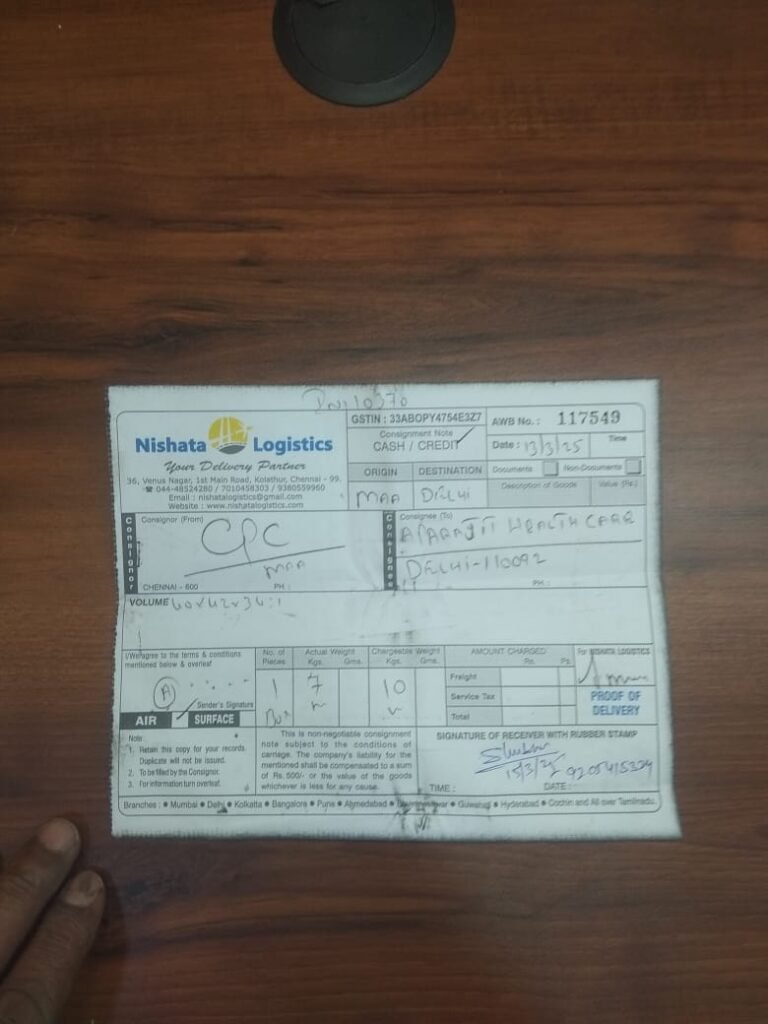 GSTIN : 33ABOPY4754E3Z7
AWB No. : 117549
Nishata Logistics
Your Delivery Partner
36, Venus Nagar, 1st Main Road, Kolathur, Chennai - 99.
☎ 044-48524280 / 7010458303 / 9380559960
Email : nishatalogistics@gmail.com
Website : www.nishatalogistics.com
Consignment Note
CASH / CREDIT
Date : 13/3/25
Time
ORIGIN
DESTINATION
Documents
Non-Documents
MAA
DELHI
Description of Goods
Value (Rs.)
Consignor
Consignor (From)
CPC
MAA
CHENNAI - 600
PH :
Consignee
Consignee (To)
APARAJIT HEALTH CARE
DELHI-110092
PH :
VOLUME 40x42x34:1
I/We agree to the terms & conditions
mentioned below & overleaf
A
Sender's Signature
AIR
SURFACE
No. of Pieces
Actual Weight
Kgs. Gms.
Chargeable Weight
Kgs. Gms.
1
7
10
AMOUNT CHARGED
Rs. Ps.
Freight
Service Tax
Total
For NISHATA LOGISTICS
PROOF OF
DELIVERY
Note :
1. Retain this copy for your records.
Duplicate will not be issued.
2. To be filled by the Consignor.
3. For information turn overleaf.
This is non-negotiable consignment
note subject to the conditions of
carriage. The company's liability for the
mentioned shall be compensated to a sum
of Rs.500/- or the value of the goods
whichever is less for any cause.
SIGNATURE OF RECEIVER WITH RUBBER STAMP
15/3/25
TIME :
DATE :
Branches : ● Mumbai ● Delhi ● Kolkatta ● Bangalore ● Pune ● Ahmedabad ● ● Guwahati ● Hyderabad ● Cochin and All over Tamilnadu.